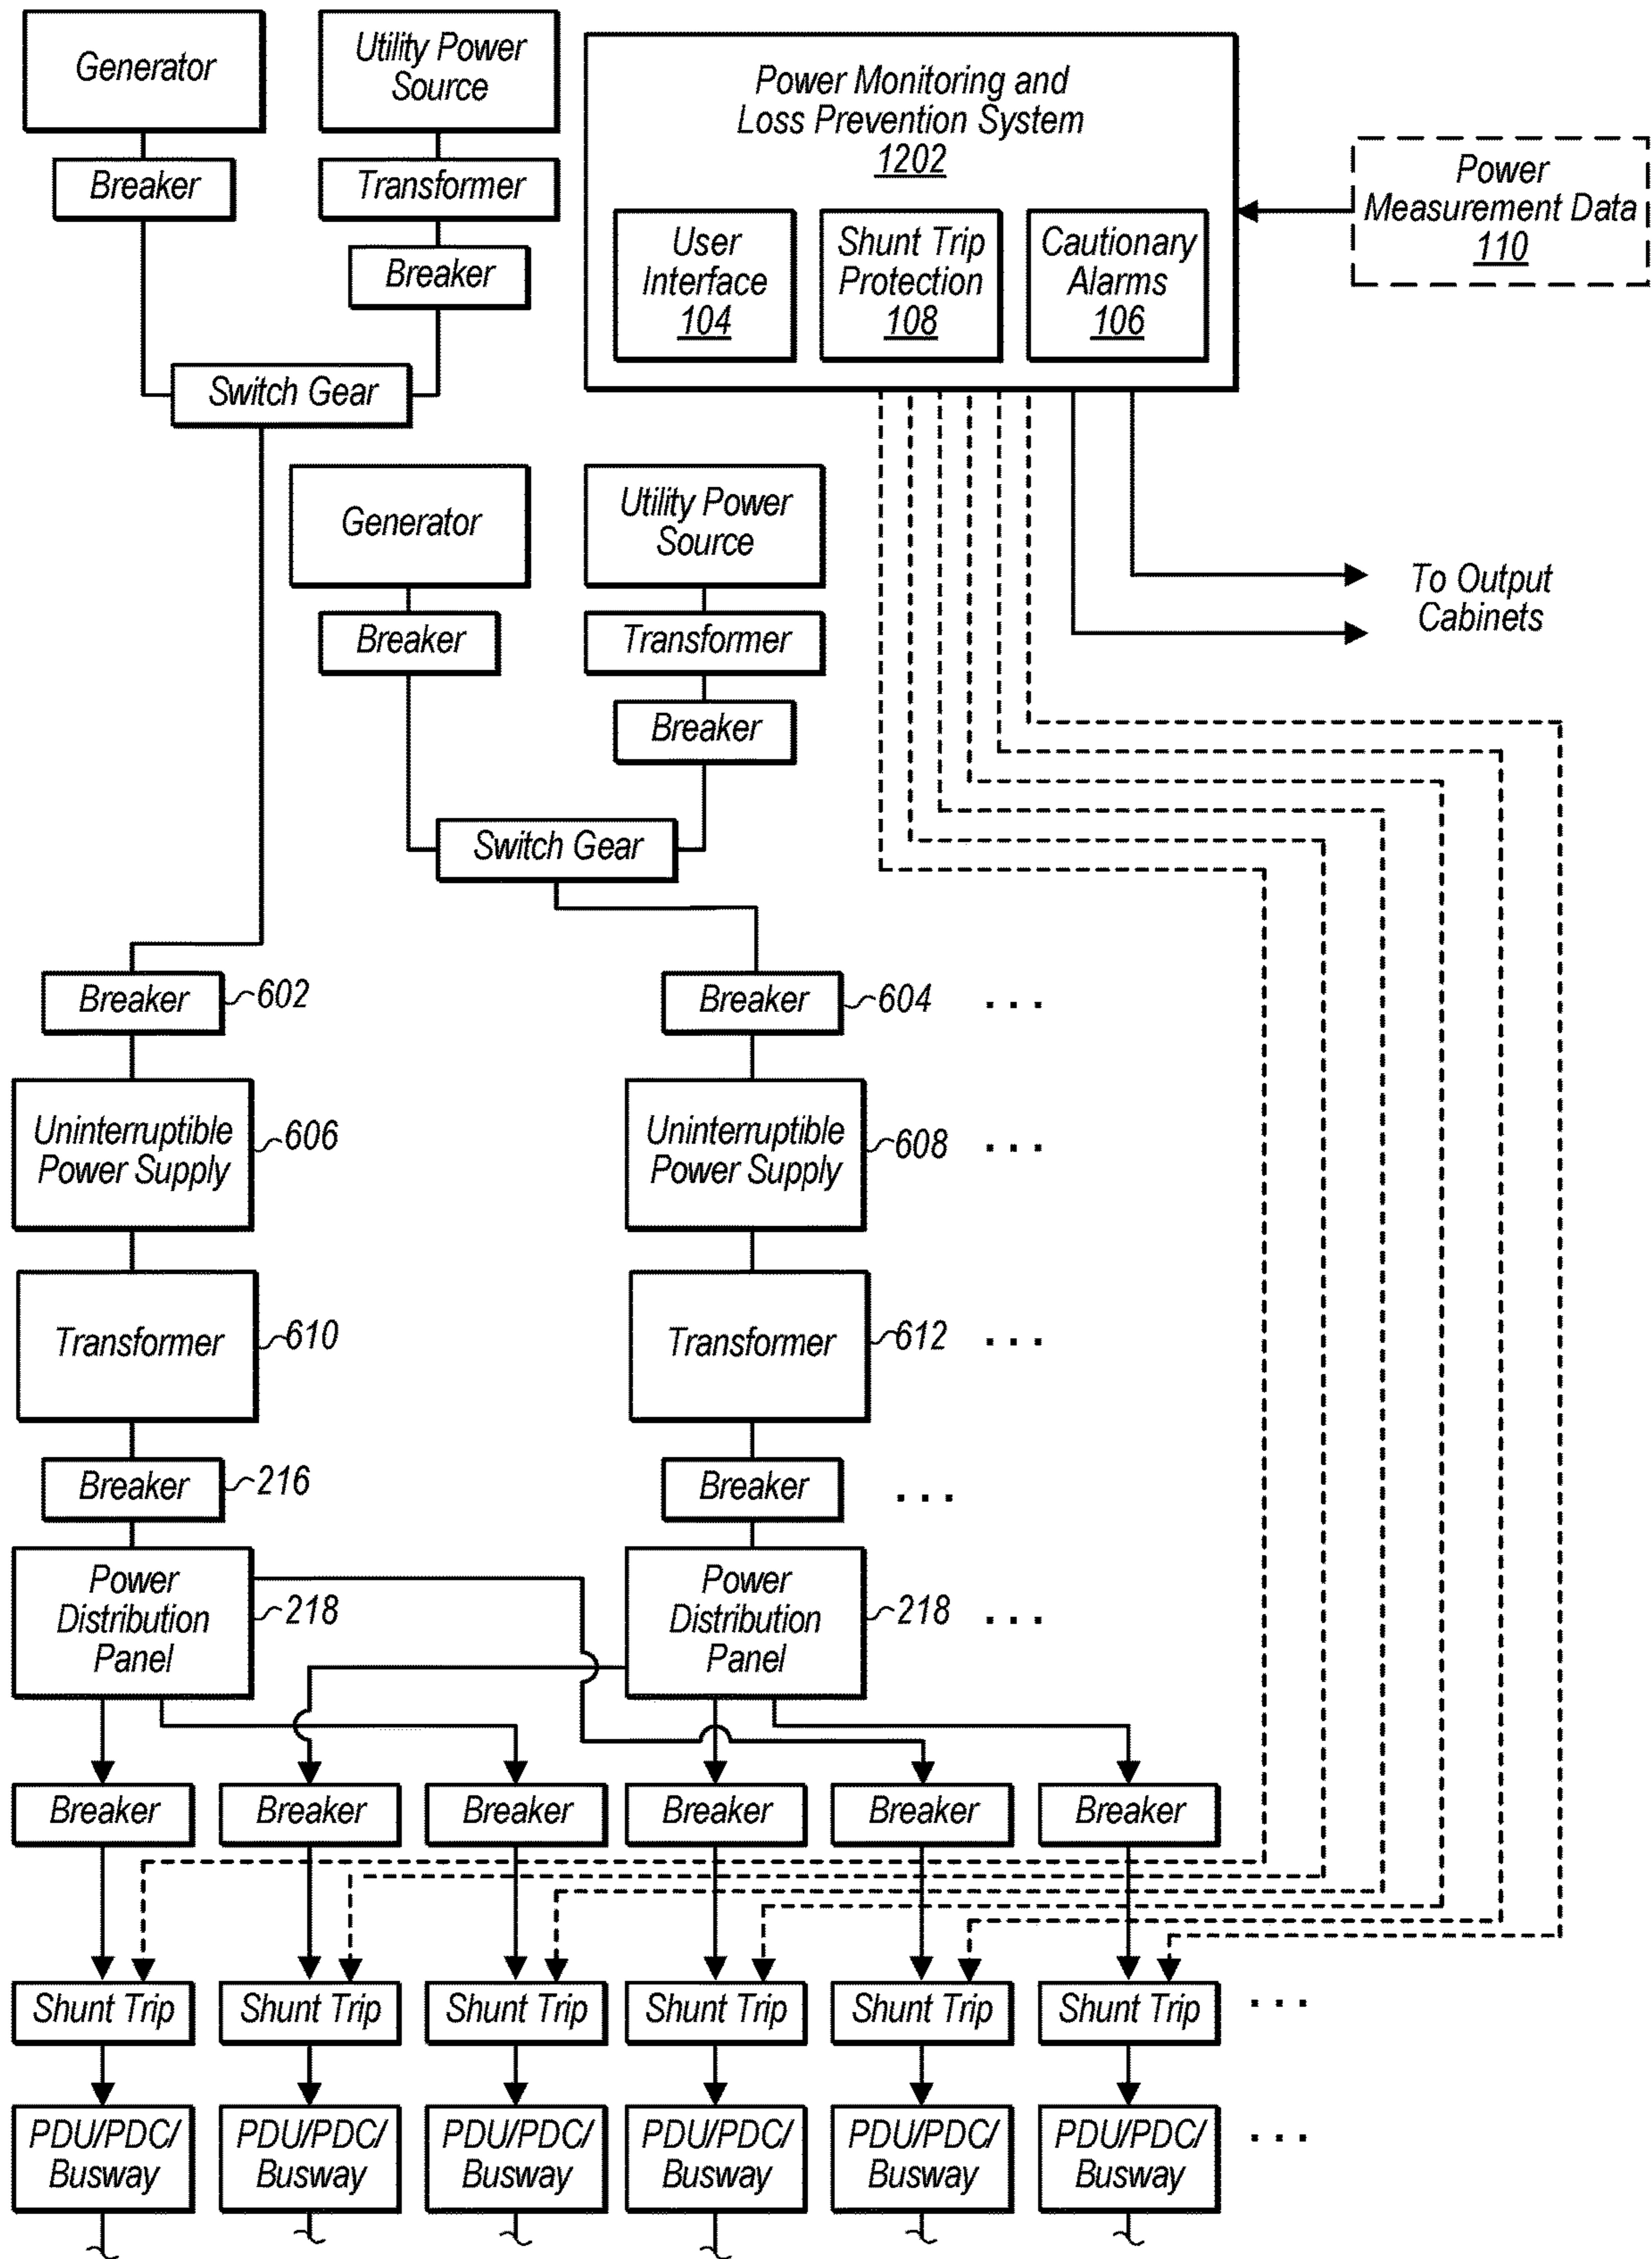 Generator
Utility Power
Source
Power Monitoring and
Loss Prevention System
1202
Power
Measurement Data
110
Breaker
Transformer
Breaker
User
Interface
104
Shunt Trip
Protection
108
Cautionary
Alarms
106
Switch Gear
Generator
Utility Power
Source
To Output
Cabinets
Breaker
Transformer
Breaker
Switch Gear
Breaker
602
Breaker
604
. . .
Uninterruptible
Power Supply
606
Uninterruptible
Power Supply
608
. . .
Transformer
610
Transformer
612
. . .
Breaker
216
Breaker
. . .
Power
Distribution
Panel
218
Power
Distribution
Panel
218
. . .
Breaker
Breaker
Breaker
Breaker
Breaker
Breaker
Shunt Trip
Shunt Trip
Shunt Trip
Shunt Trip
Shunt Trip
Shunt Trip
. . .
PDU/PDC/
Busway
PDU/PDC/
Busway
PDU/PDC/
Busway
PDU/PDC/
Busway
PDU/PDC/
Busway
PDU/PDC/
Busway
. . .